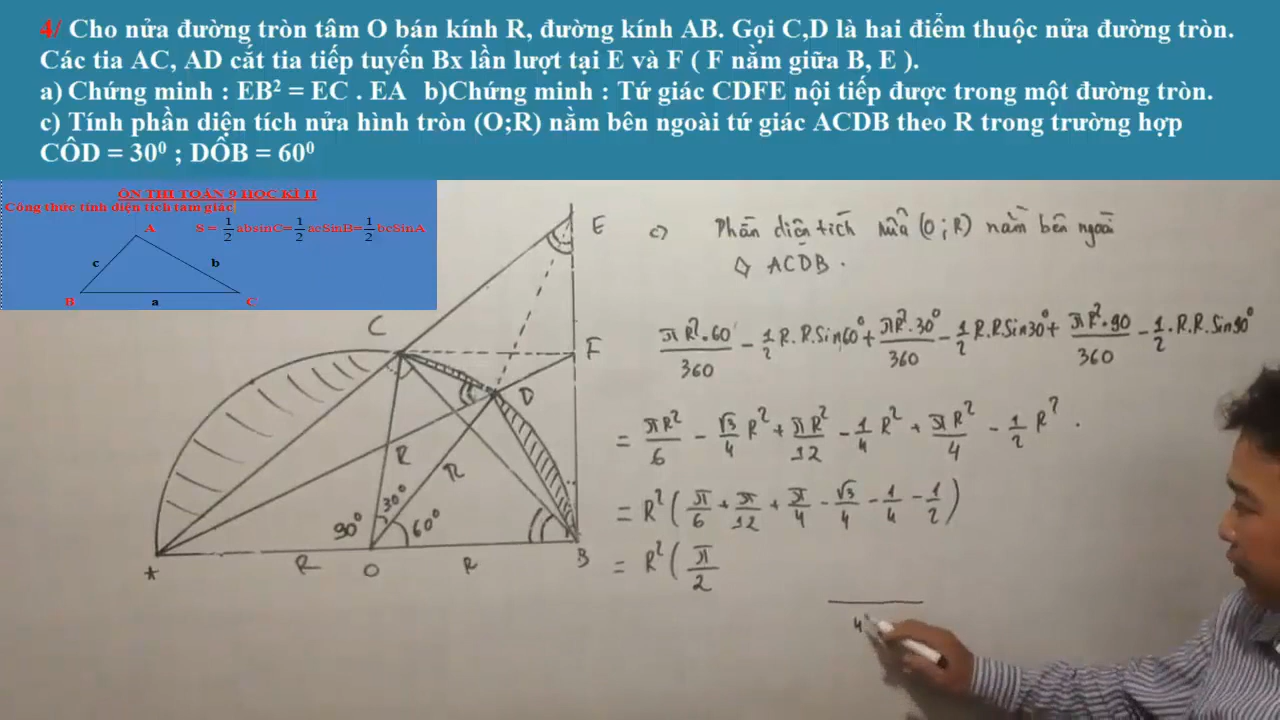 4/ Cho nửa đường tròn tâm O bán kính R, đường kính AB. Gọi C,D là hai điểm thuộc nửa đường tròn.
Các tia AC, AD cắt tia tiếp tuyến Bx lần lượt tại E và F ( F nằm giữa B, E ).
a) Chứng minh : EB² = EC . EA b)Chứng minh : Tứ giác CDFE nội tiếp được trong một đường tròn.
c) Tính phần diện tích nửa hình tròn (O;R) nằm bên ngoài tứ giác ACDB theo R trong trường hợp
CÔD = 30⁰ ; DÔB = 60⁰
ÔN THI TOÁN 9 HỌC KÌ II
Công thức tính diện tích tam giác
A S = 1/2 absinC=1/2 acSinB=1/2 bcSinA
c b
B a C
E
C
F
D
R R
90° 30° 60°
A R O R B
c) Phần diện tích nửa (O;R) nằm bên ngoài
◊ ACDB.
πR².60/360 - 1/2 R.R.Sin60° + πR².30°/360 - 1/2 R.R.Sin30° + πR².90/360 - 1/2.R.R.Sin90°
= πR²/6 - √3/4 R² + πR²/12 - 1/4 R² + πR²/4 - 1/2 R².
= R²(π/6 + π/12 + π/4 - √3/4 - 1/4 - 1/2)
= R²(π/2
4